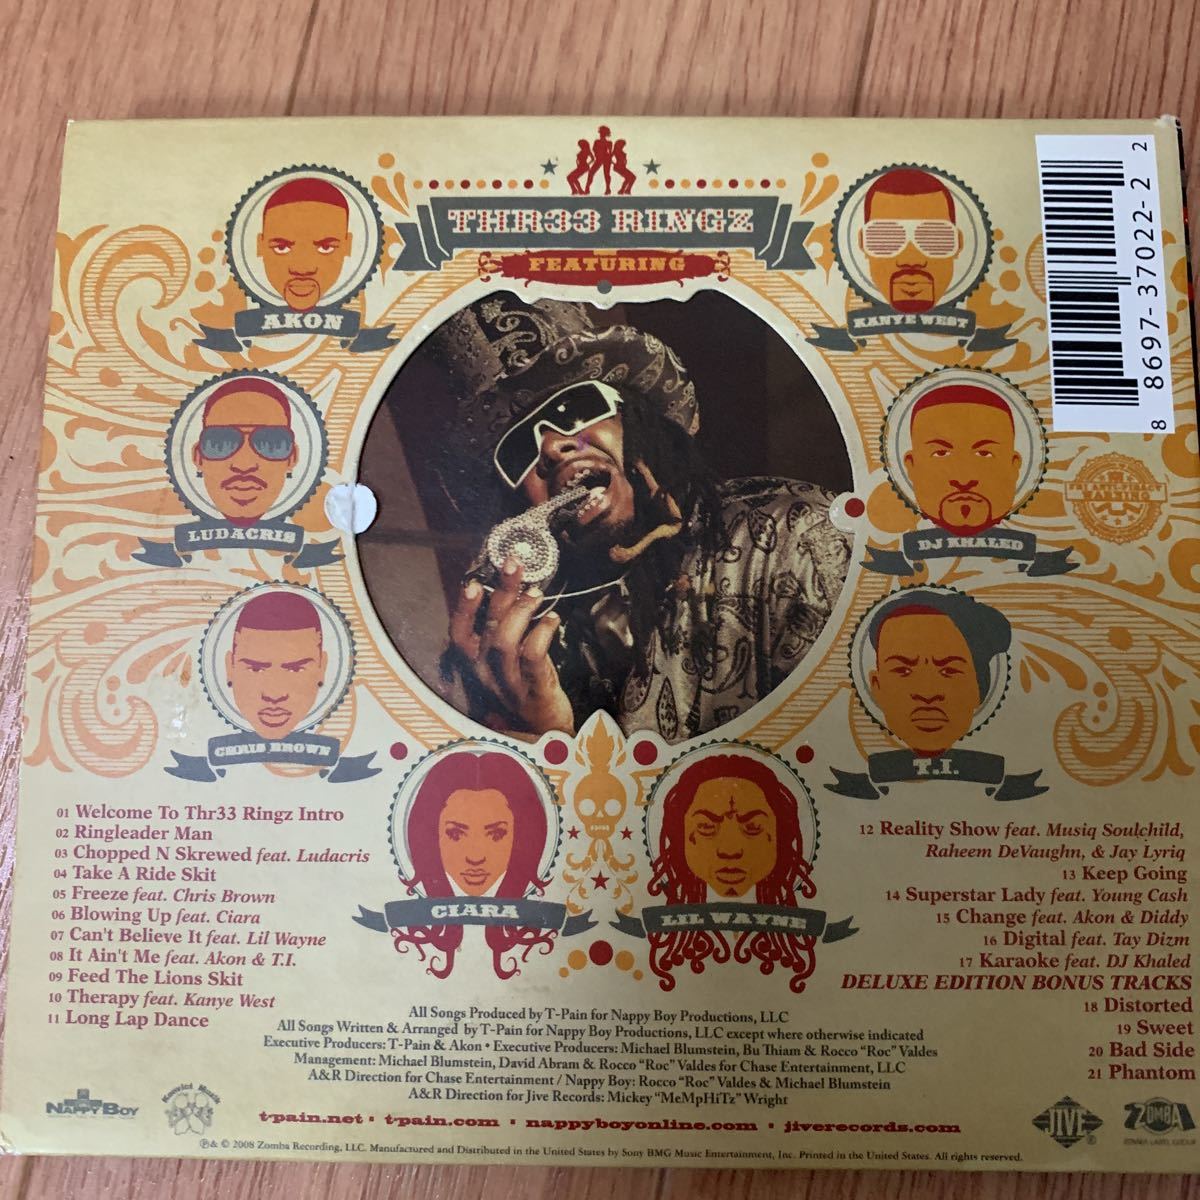 THR33 RINGZ
FEATURING
AKON
KANYE WEST
LUDACRIS
DJ KHALED
CHRIS BROWN
T.I.
CIARA
LIL WAYNE
8 8697-37022-2 2
01 Welcome To Thr33 Ringz Intro
02 Ringleader Man
03 Chopped N Skrewed feat. Ludacris
04 Take A Ride Skit
05 Freeze feat. Chris Brown
06 Blowing Up feat. Ciara
07 Can't Believe It feat. Lil Wayne
08 It Ain't Me feat. Akon & T.I.
09 Feed The Lions Skit
10 Therapy feat. Kanye West
11 Long Lap Dance
12 Reality Show feat. Musiq Soulchild,
Raheem DeVaughn, & Jay Lyriq
13 Keep Going
14 Superstar Lady feat. Young Cash
15 Change feat. Akon & Diddy
16 Digital feat. Tay Dizm
17 Karaoke feat. DJ Khaled
DELUXE EDITION BONUS TRACKS
18 Distorted
19 Sweet
20 Bad Side
21 Phantom
All Songs Produced by T-Pain for Nappy Boy Productions, LLC
All Songs Written & Arranged by T-Pain for Nappy Boy Productions, LLC except where otherwise indicated
Executive Producers: T-Pain & Akon • Executive Producers: Michael Blumstein, Bu Thiam & Rocco “Roc” Valdes
Management: Michael Blumstein, David Abram & Rocco “Roc” Valdes for Chase Entertainment, LLC
A&R Direction for Chase Entertainment / Nappy Boy: Rocco “Roc” Valdes & Michael Blumstein
A&R Direction for Jive Records: Mickey “MeMpHiTz” Wright
t-pain.net • t-pain.com • nappyboyonline.com • jiverecords.com
℗& © 2008 Zomba Recording, LLC. Manufactured and Distributed in the United States by Sony BMG Music Entertainment, Inc. Printed in the United States. All rights reserved.
NAPPY BOY
Konvict Muzik
JIVE
ZOMBA
ZOMBA LABEL GROUP